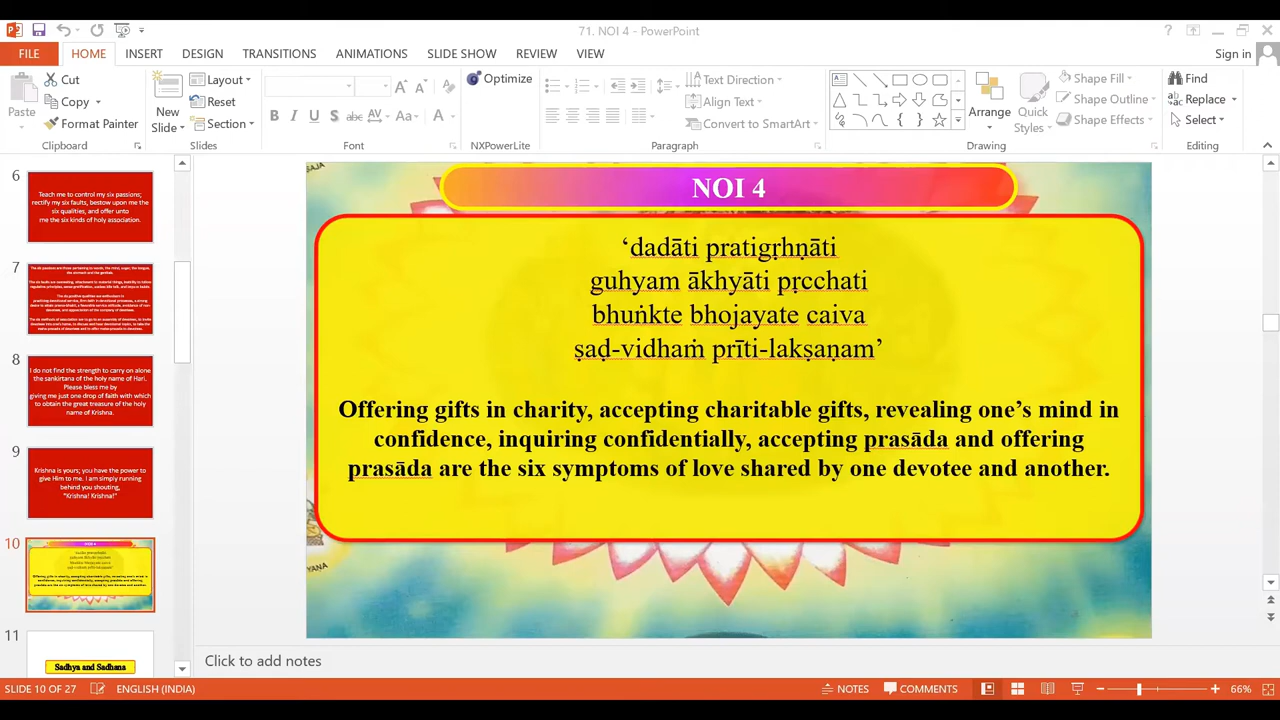 71. NOI 4 - PowerPoint
Sign in
FILE HOME INSERT DESIGN TRANSITIONS ANIMATIONS SLIDE SHOW REVIEW VIEW
Paste
Cut
Copy
Format Painter
Clipboard
New Slide
Layout
Reset
Section
Slides
Font
Optimize
NXPowerLite
Text Direction
Align Text
Convert to SmartArt
Paragraph
Arrange
Quick Styles
Shape Fill
Shape Outline
Shape Effects
Drawing
Find
Replace
Select
Editing
6
Teach me to control my six passions;
rectify my six faults, bestow upon me the
six qualities, and offer unto
me the six kinds of holy association.
7
8
I do not find the strength to carry on alone
the sankirtana of the holy name of Hari.
Please bless me by
giving me just one drop of faith with which
to obtain the great treasure of the holy
name of Krishna.
9
Krishna is yours; you have the power to
give Him to me. I am simply running
behind you shouting,
"Krishna! Krishna!"
10
NOI 4
11
Sadhya and Sadhana
NOI 4
‘dadāti pratigṛhṇāti
guhyam ākhyāti pṛcchati
bhuṅkte bhojayate caiva
ṣaḍ-vidhaṁ prīti-lakṣaṇam’
Offering gifts in charity, accepting charitable gifts, revealing one’s mind in
confidence, inquiring confidentially, accepting prasāda and offering
prasāda are the six symptoms of love shared by one devotee and another.
Click to add notes
SLIDE 10 OF 27 ENGLISH (INDIA) NOTES COMMENTS 66%